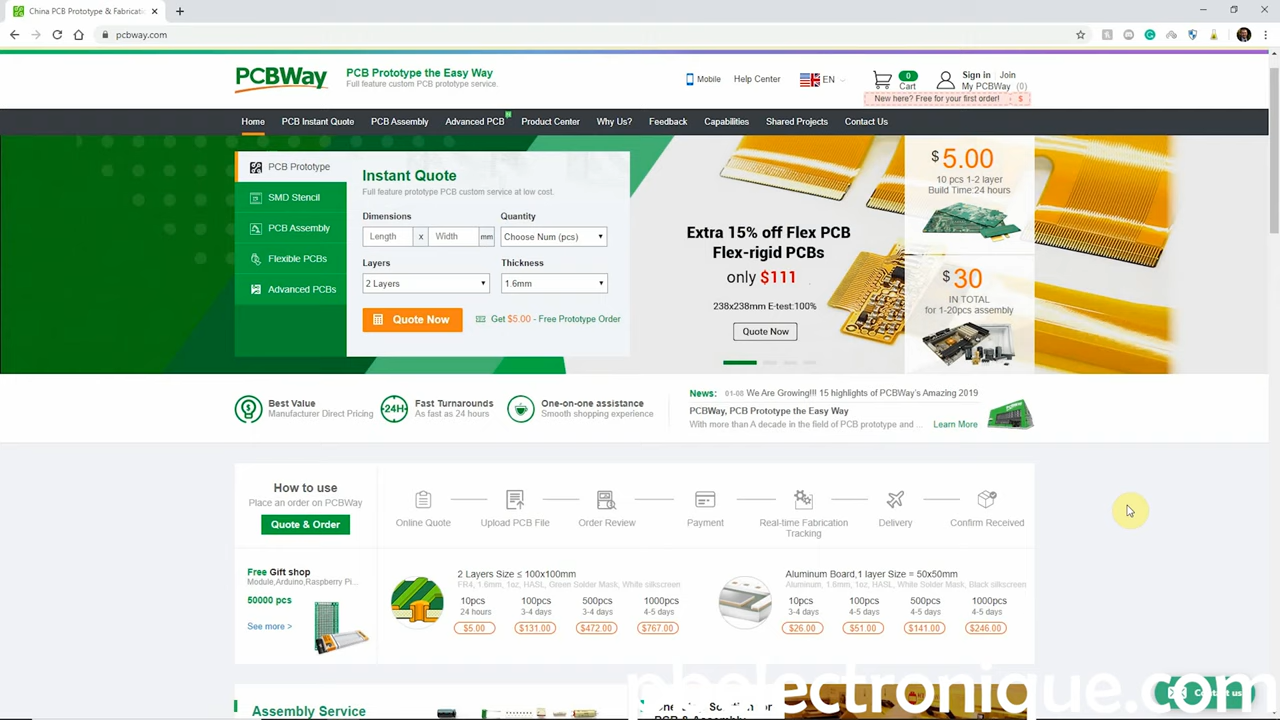 China PCB Prototype & Fabricati
pcbway.com
PCBWay
PCB Prototype the Easy Way
Full feature custom PCB prototype service.
Mobile
Help Center
EN
0
Cart
Sign in | Join
My PCBWay (0)
New here? Free for your first order! $
Home PCB Instant Quote PCB Assembly Advanced PCB Product Center Why Us? Feedback Capabilities Shared Projects Contact Us
PCB Prototype
SMD Stencil
PCB Assembly
Flexible PCBs
Advanced PCBs
Instant Quote
Full feature prototype PCB custom service at low cost.
Dimensions Quantity
Length x Width mm Choose Num (pcs)
Layers Thickness
2 Layers 1.6mm
Quote Now Get $5.00 - Free Prototype Order
Extra 15% off Flex PCB
Flex-rigid PCBs
only $111
238x238mm E-test:100%
Quote Now
$5.00
10 pcs 1-2 layer
Build Time:24 hours
$30
IN TOTAL
for 1-20pcs assembly
Best Value
Manufacturer Direct Pricing
24H
Fast Turnarounds
As fast as 24 hours
One-on-one assistance
Smooth shopping experience
News: 01-08 We Are Growing!!! 15 highlights of PCBWay's Amazing 2019
PCBWay, PCB Prototype the Easy Way
With more than A decade in the field of PCB prototype and ... Learn More
How to use
Place an order on PCBWay
Quote & Order
Online Quote
Upload PCB File
Order Review
Payment
Real-time Fabrication
Tracking
Delivery
Confirm Received
Free Gift shop
Module,Arduino,Raspberry Pi...
50000 pcs
See more >
2 Layers Size ≤ 100x100mm
FR4, 1.6mm, 1oz, HASL, Green Solder Mask, White silkscreen
10pcs 100pcs 500pcs 1000pcs
24 hours 3-4 days 3-4 days 4-5 days
$5.00 $131.00 $472.00 $767.00
Aluminum Board,1 layer Size = 50x50mm
Aluminum, 1.6mm, 1oz, HASL, White Solder Mask, Black silkscreen
10pcs 100pcs 500pcs 1000pcs
3-4 days 4-5 days 4-5 days 4-5 days
$26.00 $51.00 $141.00 $246.00
Assembly Service
pbelectronique.com
Contact us